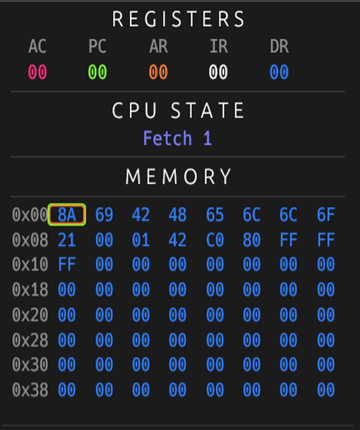 REGISTERS
AC PC AR IR DR
00 00 00 00 00
CPU STATE
Fetch 1
MEMORY
0x00 8A 69 42 48 65 6C 6C 6F
0x08 21 00 01 42 C0 80 FF FF
0x10 FF 00 00 00 00 00 00 00
0x18 00 00 00 00 00 00 00 00
0x20 00 00 00 00 00 00 00 00
0x28 00 00 00 00 00 00 00 00
0x30 00 00 00 00 00 00 00 00
0x38 00 00 00 00 00 00 00 00